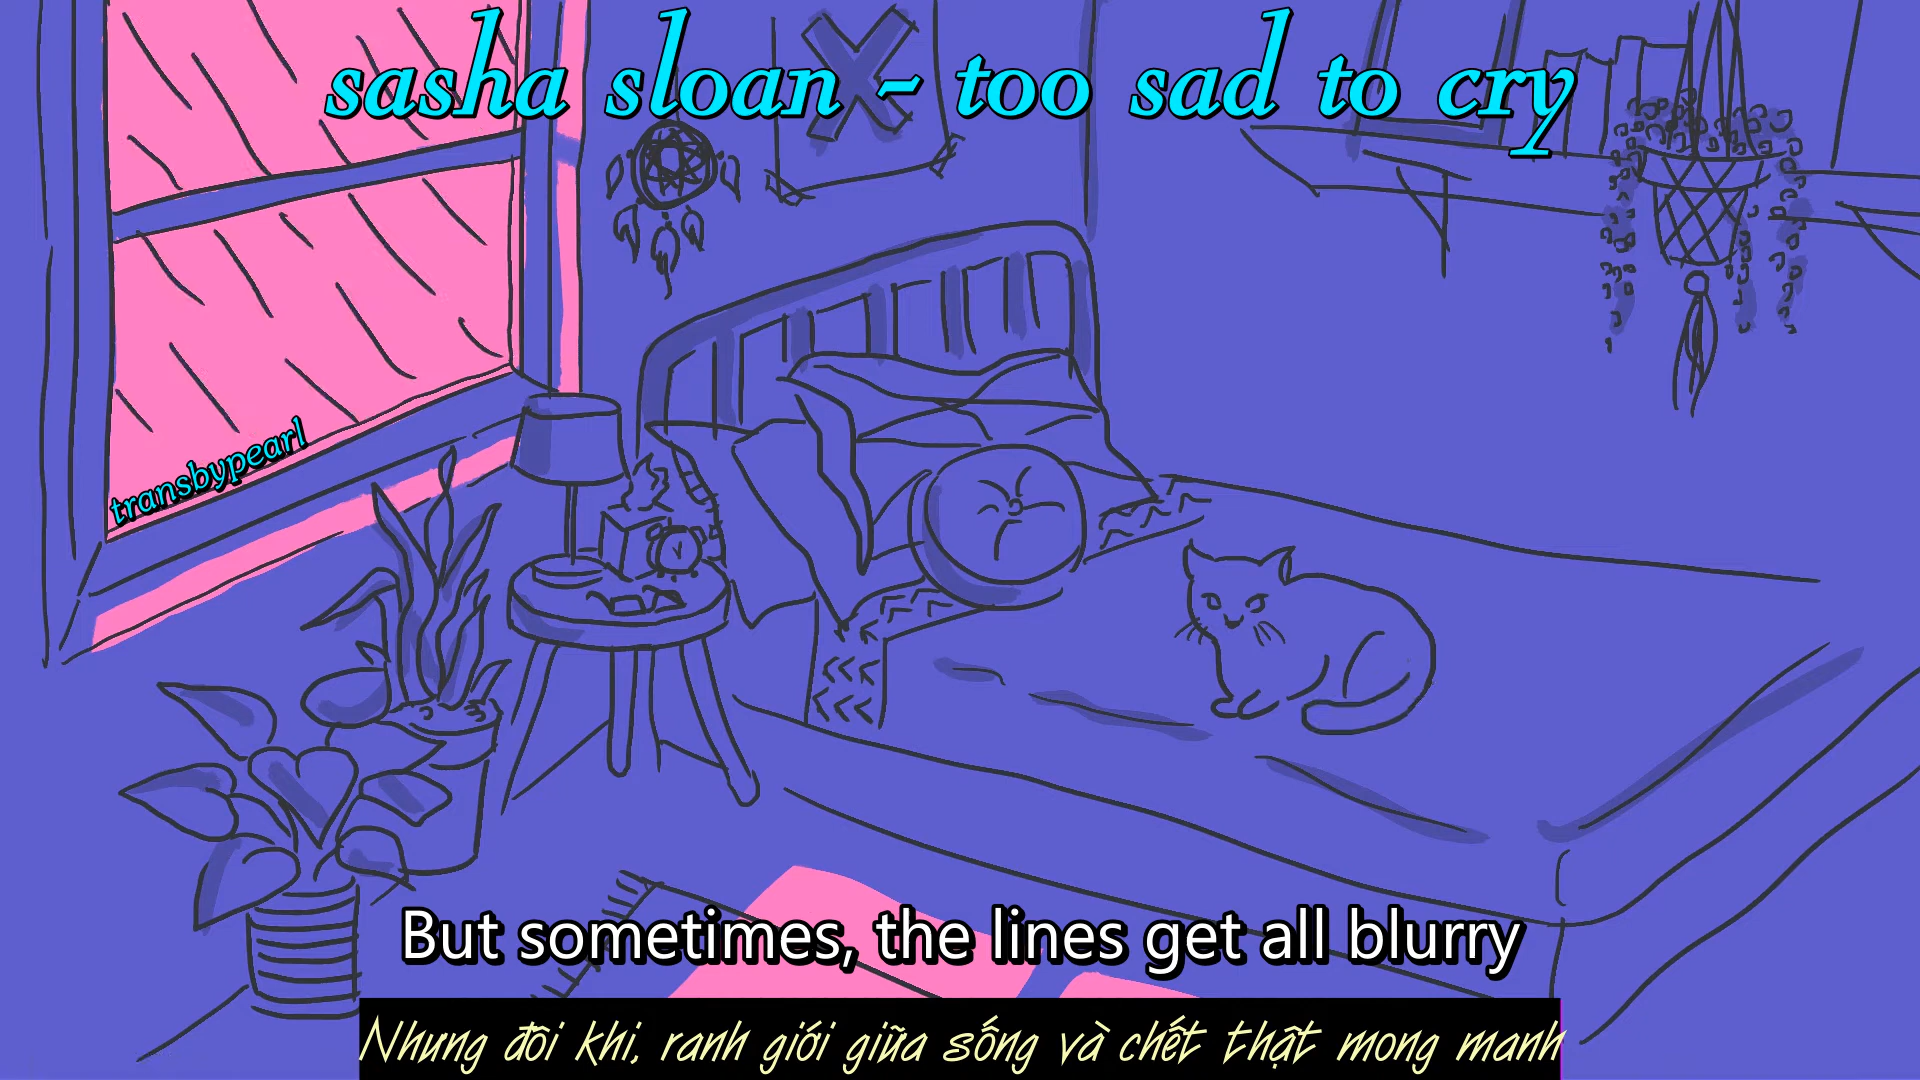 sasha sloan - too sad to cry
transbypearl
But sometimes, the lines get all blurry
Nhưng đôi khi, ranh giới giữa sống và chết thật mong manh